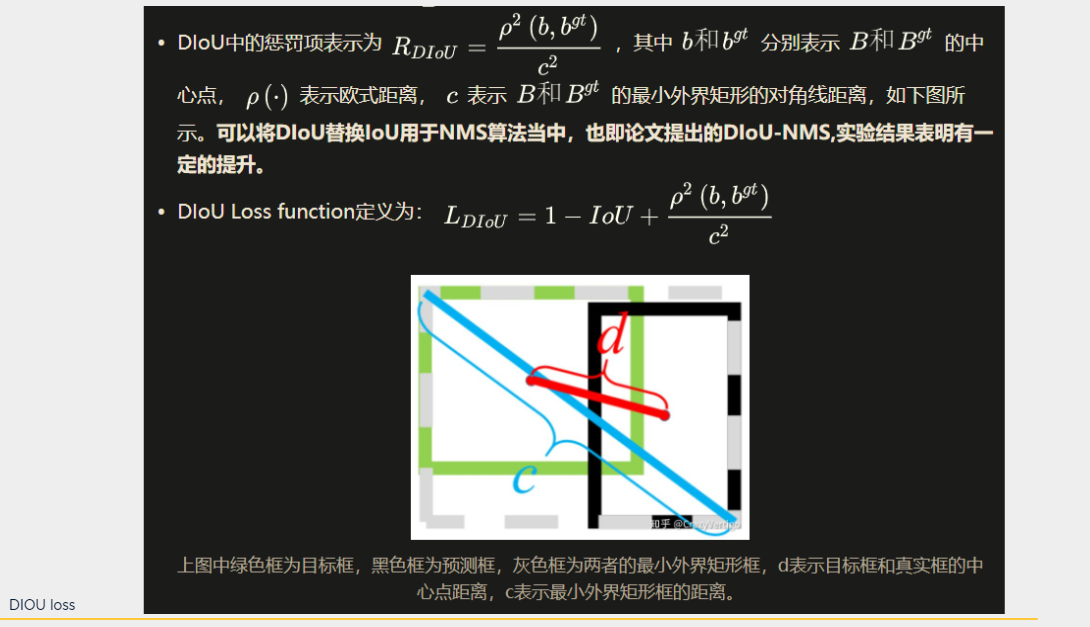 • DIoU中的惩罚项表示为 R_{DIoU} = \frac{ρ^2 (b, b^{gt})}{c^2} ，其中 b和b^{gt} 分别表示 B和B^{gt} 的中
心点， ρ(·) 表示欧式距离， c 表示 B和B^{gt} 的最小外界矩形的对角线距离，如下图所
示。可以将DIoU替换IoU用于NMS算法当中，也即论文提出的DIoU-NMS,实验结果表明有一
定的提升。
• DIoU Loss function定义为： L_{DIoU} = 1 − IoU + \frac{ρ^2 (b, b^{gt})}{c^2}
d
c
知乎 @CrazyVertigo
上图中绿色框为目标框，黑色框为预测框，灰色框为两者的最小外界矩形框，d表示目标框和真实框的中
心点距离，c表示最小外界矩形框的距离。
DIOU loss